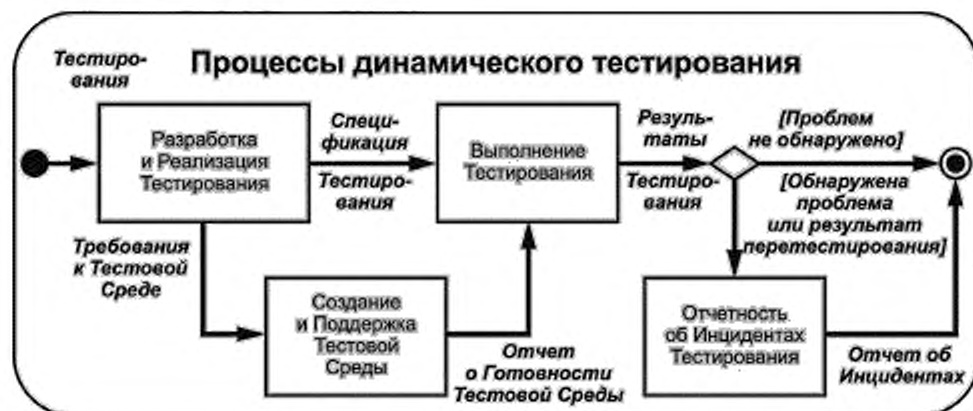 Тестиро-
вания
Процессы динамического тестирования
Разработка
и Реализация
Тестирования
Специ-
фикация
Тестиро-
вания
Выполнение
Тестирования
Резуль-
таты
Тестиро-
вания
[Проблем
не обнаружено]
[Обнаружена
проблема
или результат
перетестирования]
Требования
к Тестовой
Среде
Создание
и Поддержка
Тестовой
Среды
Отчет
о Готовности
Тестовой Среды
Отчетность
об Инцидентах
Тестирования
Отчет об
Инцидентах